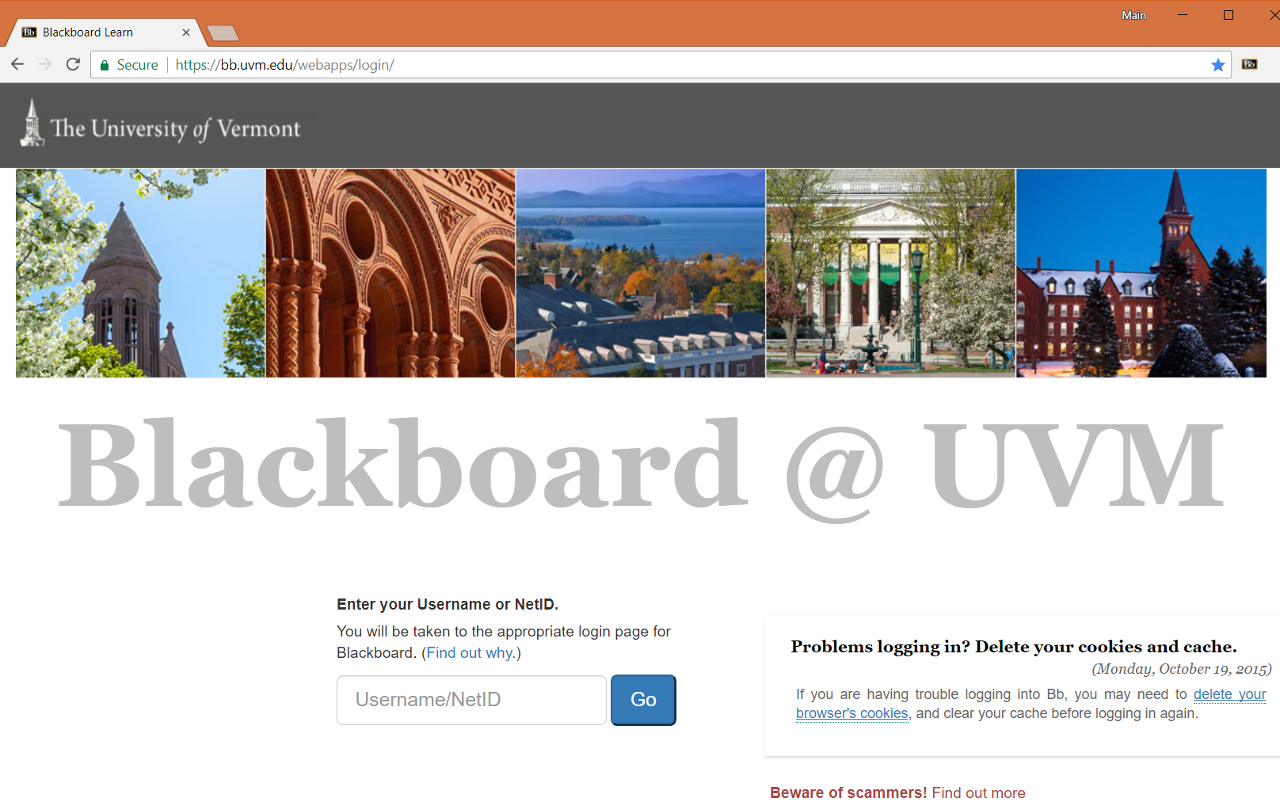 Main
Bb Blackboard Learn
Secure https://bb.uvm.edu/webapps/login/
Bb
The University of Vermont
Blackboard @ UVM
Enter your Username or NetID.
You will be taken to the appropriate login page for
Blackboard. (Find out why.)
Username/NetID Go
Problems logging in? Delete your cookies and cache.
(Monday, October 19, 2015)
If you are having trouble logging into Bb, you may need to delete your
browser's cookies, and clear your cache before logging in again.
Beware of scammers! Find out more